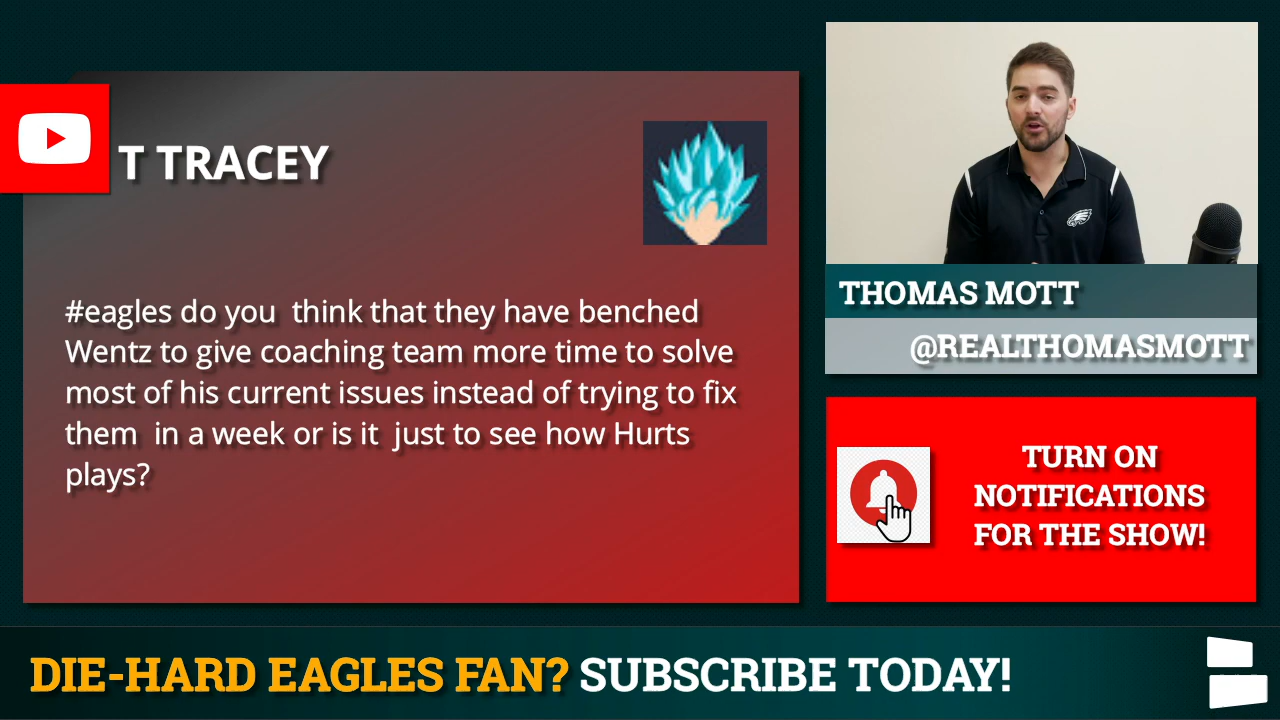 T TRACEY
#eagles do you  think that they have benched
Wentz to give coaching team more time to solve
most of his current issues instead of trying to fix
them  in a week or is it  just to see how Hurts
plays?
THOMAS MOTT
@REALTHOMASMOTT
TURN ON
NOTIFICATIONS
FOR THE SHOW!
DIE-HARD EAGLES FAN? SUBSCRIBE TODAY!